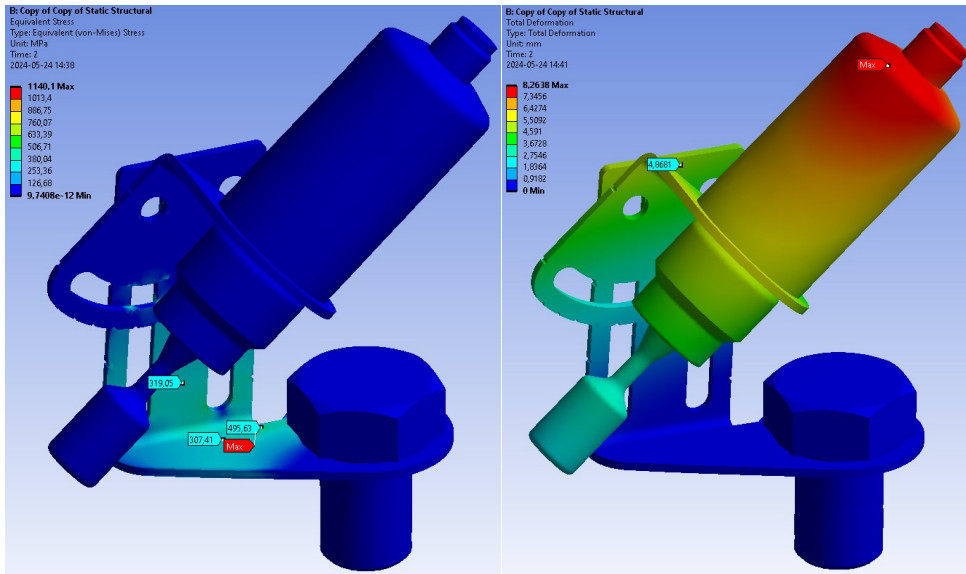 B: Copy of Copy of Static Structural
Equivalent Stress
Type: Equivalent (von-Mises) Stress
Unit: MPa
Time: 2
2024-05-24 14:38
1140,1 Max
1013,4
886,75
760,07
633,39
506,71
380,04
253,36
126,68
9,7408e-12 Min
319,05
495,63
307,41
Max
B: Copy of Copy of Static Structural
Total Deformation
Type: Total Deformation
Unit: mm
Time: 2
2024-05-24 14:41
8,2638 Max
7,3456
6,4274
5,5092
4,591
3,6728
2,7546
1,8364
0,9182
0 Min
Max
4,8681